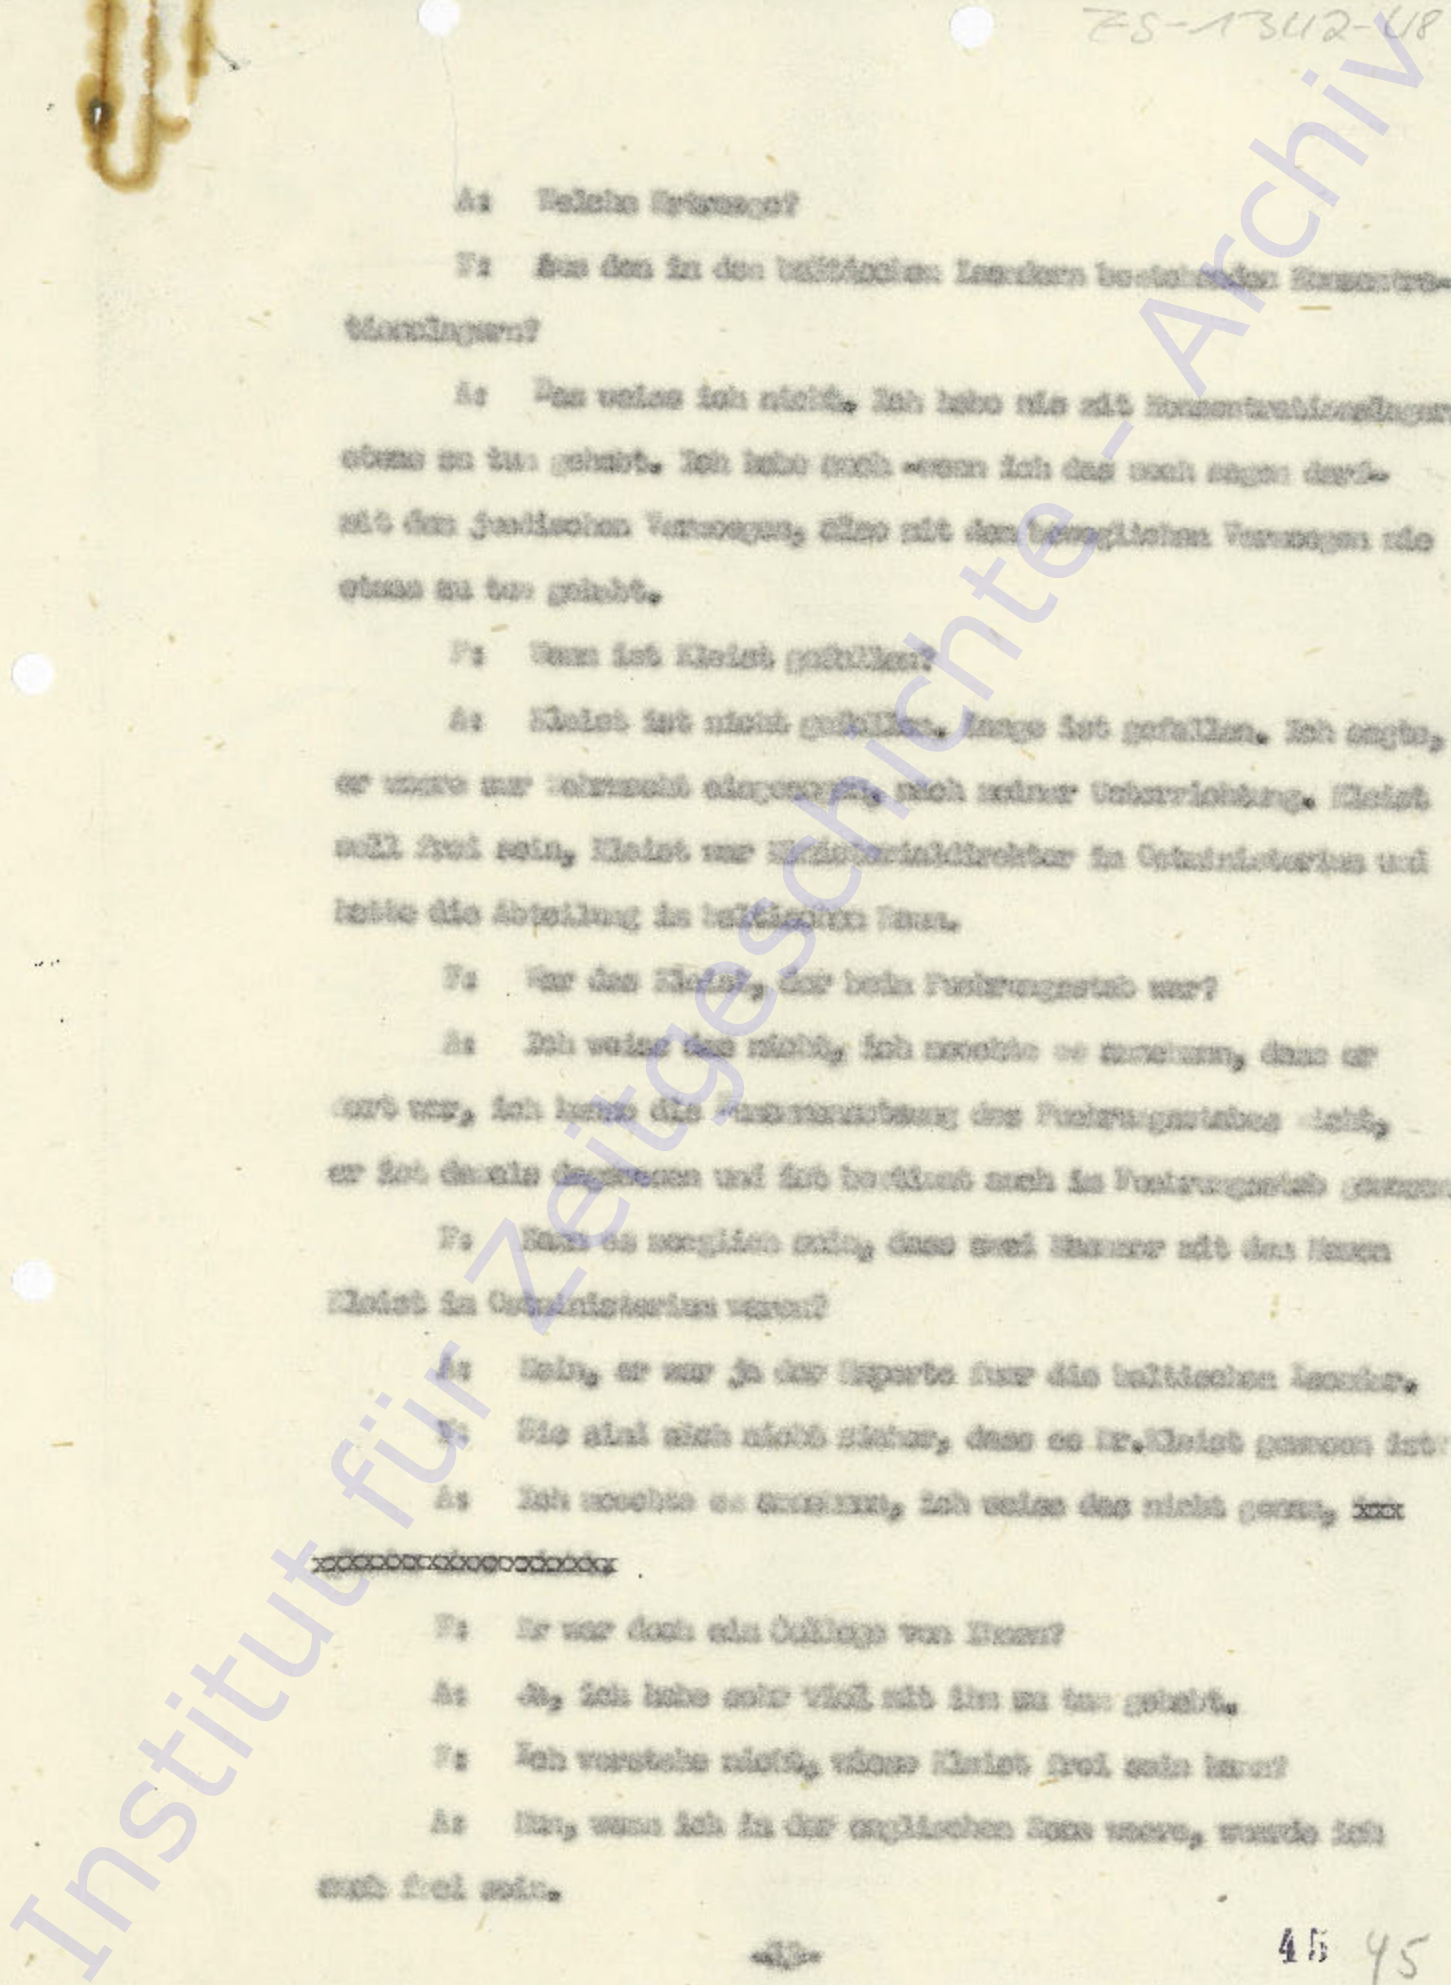 ZS-1342-48
A: Welche Ertraege?
F: Aus den in den baltischen Laendern bestehenden Konzentra-
tionslagern?
A: Das weiss ich nicht. Ich habe nie mit Konzentrationslagern
etwas zu tun gehabt. Ich habe auch -wenn ich das noch sagen darf-
mit dem juedischen Vermoegen, also mit dem beweglichen Vermoegen nie
etwas zu tun gehabt.
F: Wann ist Kleist gefallen?
A: Kleist ist nicht gefallen. Lange ist gefallen. Ich sagte,
er waere zur Wehrmacht eingezogen, nach meiner Unterrichtung. Kleist
soll frei sein, Kleist war Ministerialdirektor im Ostministerium und
hatte die Abteilung im baltischen Raum.
F: War das Kleist, der beim Fuehrungsstab war?
A: Ich weiss das nicht, ich moechte es annehmen, dass er
dort war, ich kenne die Zusammensetzung des Fuehrungsstabes nicht,
er ist damals dagewesen und ist bestimmt auch im Fuehrungsstab gewesen
F: Kann es moeglich sein, dass zwei Maenner mit dem Namen
Kleist im Ostministerium waren?
A: Nein, er war ja der Experte fuer die baltischen Laender.
F: Sie sind sich nicht sicher, dass es Dr.Kleist gewesen ist
A: Ich moechte es annehmen, ich weiss das nicht genau,
F: Er war doch ein Kollege von Ihnen?
A: Ja, ich habe sehr viel mit ihm zu tun gehabt.
F: Ich verstehe nicht, wieso Kleist frei sein kann?
A: Nun, wenn ich in der englischen Zone waere, wuerde ich
auch frei sein.
45 45
Institut für Zeitgeschichte - Archiv